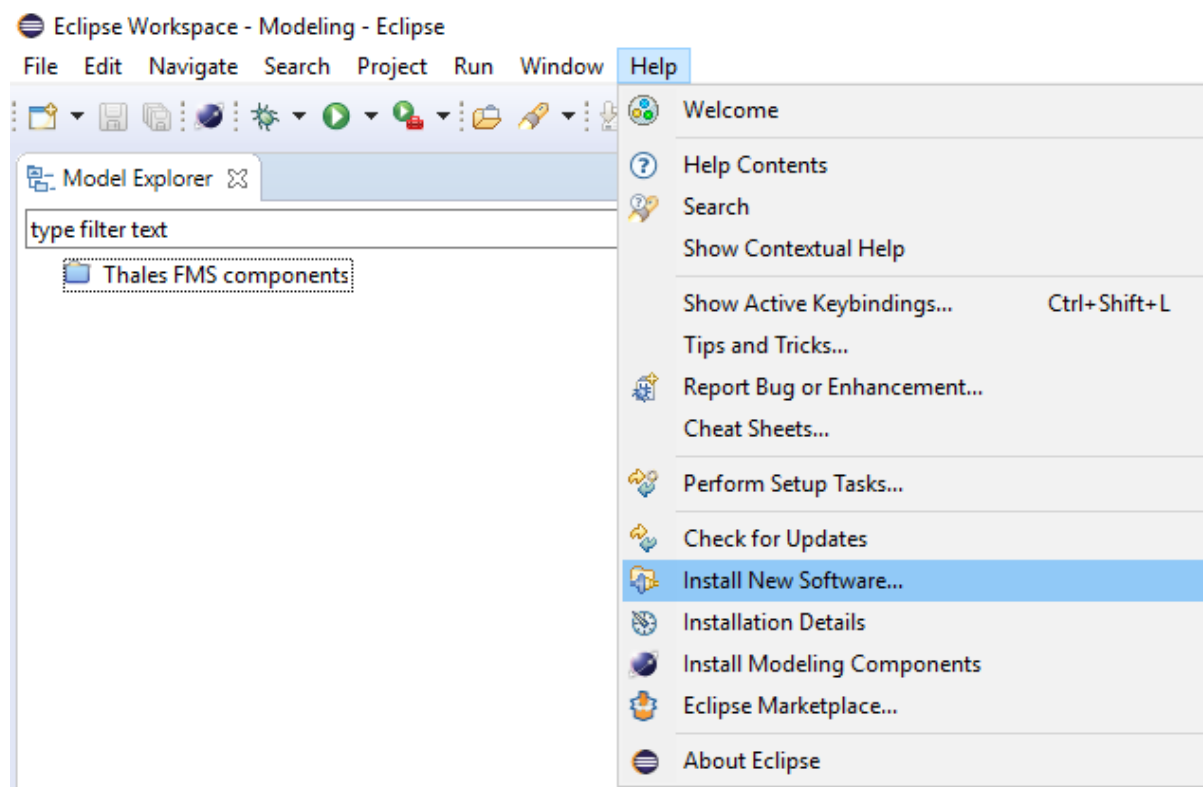 Eclipse Workspace - Modeling - Eclipse
File Edit Navigate Search Project Run Window Help
Model Explorer
type filter text
Thales FMS components
Welcome
Help Contents
Search
Show Contextual Help
Show Active Keybindings... Ctrl+Shift+L
Tips and Tricks...
Report Bug or Enhancement...
Cheat Sheets...
Perform Setup Tasks...
Check for Updates
Install New Software...
Installation Details
Install Modeling Components
Eclipse Marketplace...
About Eclipse